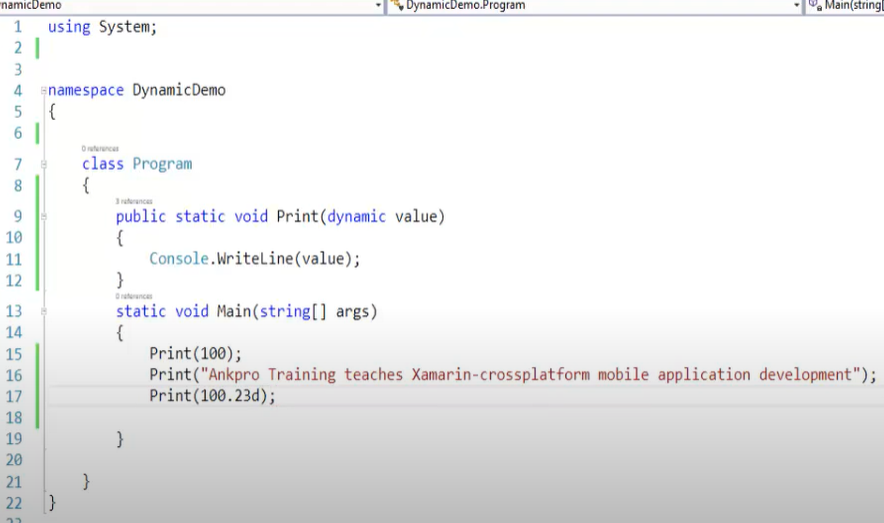 namicDemo DynamicDemo.Program Main(string[
1 using System;
2
3
4 namespace DynamicDemo
5 {
6
0 references
7 class Program
8 {
3 references
9 public static void Print(dynamic value)
10 {
11 Console.WriteLine(value);
12 }
0 references
13 static void Main(string[] args)
14 {
15 Print(100);
16 Print("Ankpro Training teaches Xamarin-crossplatform mobile application development");
17 Print(100.23d);
18
19 }
20
21 }
22 }